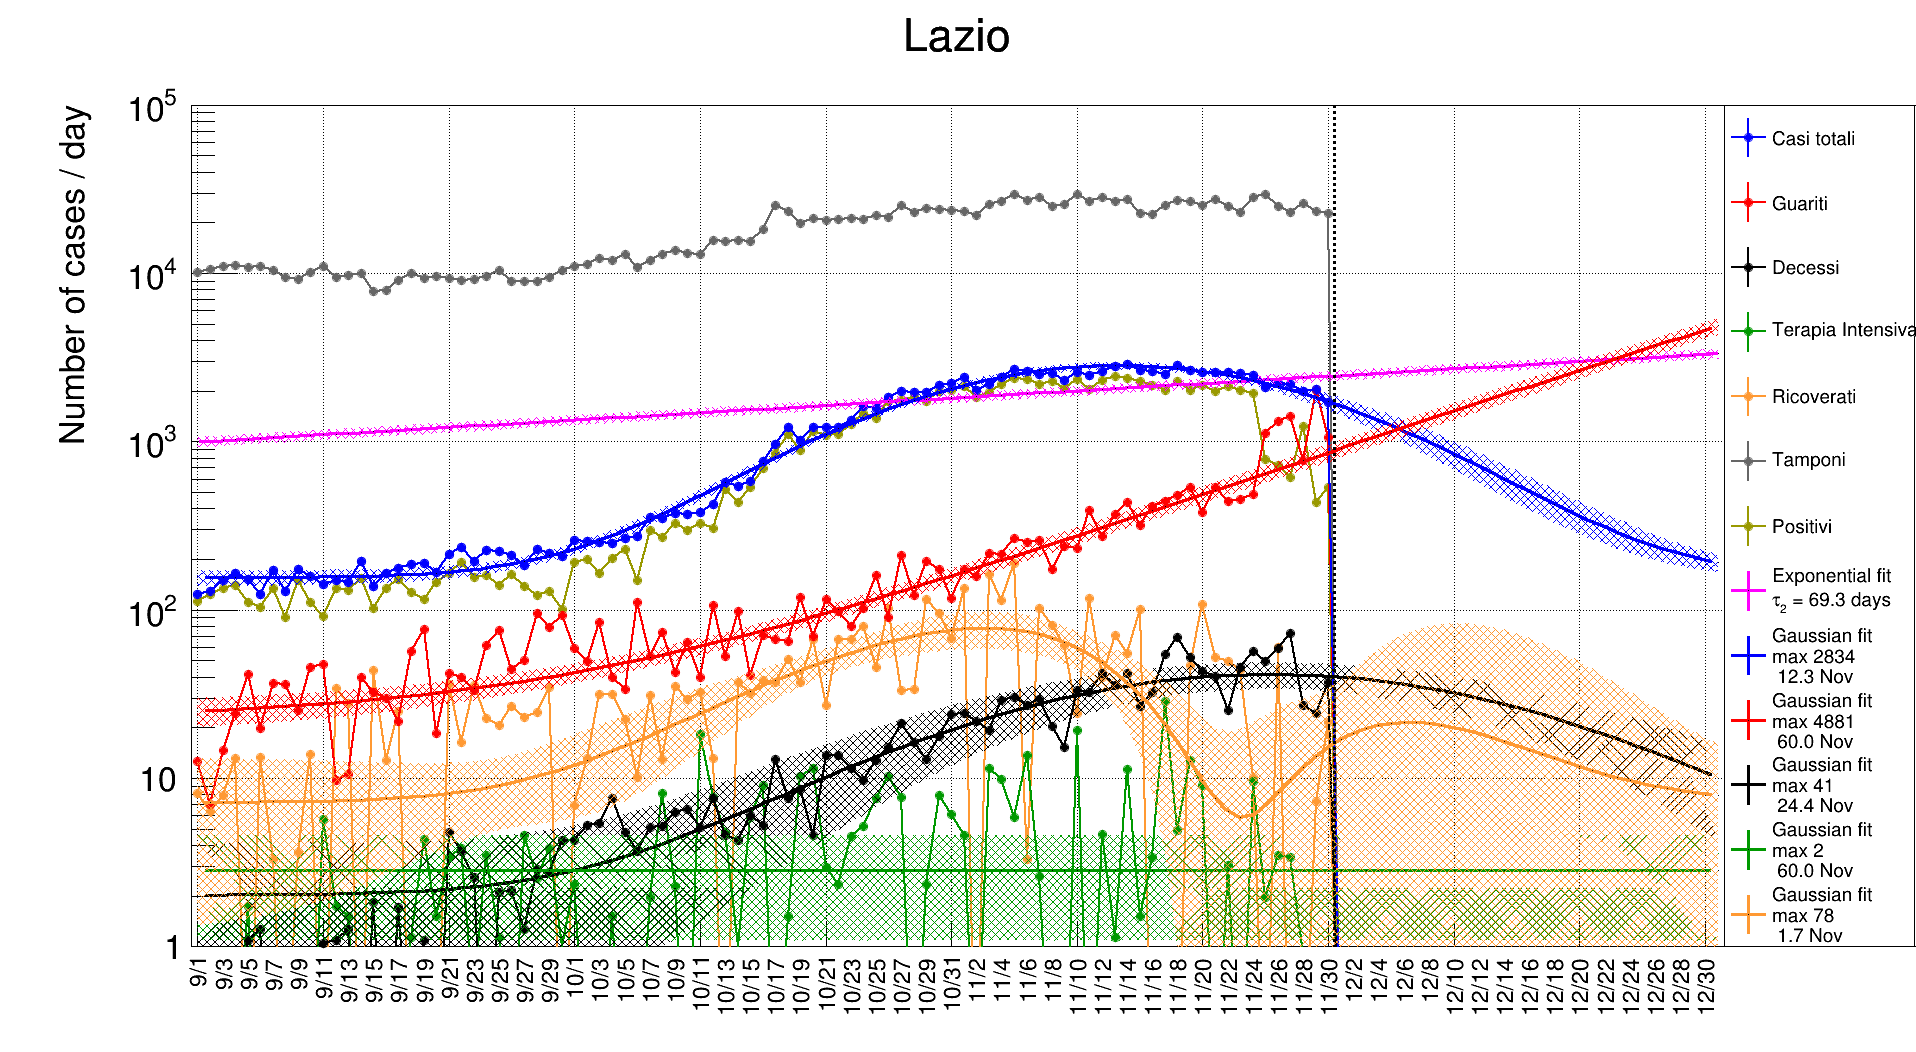 Lazio
Number of cases / day
10^5
10^4
10^3
10^2
10
1
9/1 9/3 9/5 9/7 9/9 9/11 9/13 9/15 9/17 9/19 9/21 9/23 9/25 9/27 9/29 10/1 10/3 10/5 10/7 10/9 10/11 10/13 10/15 10/17 10/19 10/21 10/23 10/25 10/27 10/29 10/31 11/2 11/4 11/6 11/8 11/10 11/12 11/14 11/16 11/18 11/20 11/22 11/24 11/26 11/28 11/30 12/2 12/4 12/6 12/8 12/10 12/12 12/14 12/16 12/18 12/20 12/22 12/24 12/26 12/28 12/30
Casi totali
Guariti
Decessi
Terapia Intensiva
Ricoverati
Tamponi
Positivi
Exponential fit
τ₂ = 69.3 days
Gaussian fit
max 2834
12.3 Nov
Gaussian fit
max 4881
60.0 Nov
Gaussian fit
max 41
24.4 Nov
Gaussian fit
max 2
60.0 Nov
Gaussian fit
max 78
1.7 Nov